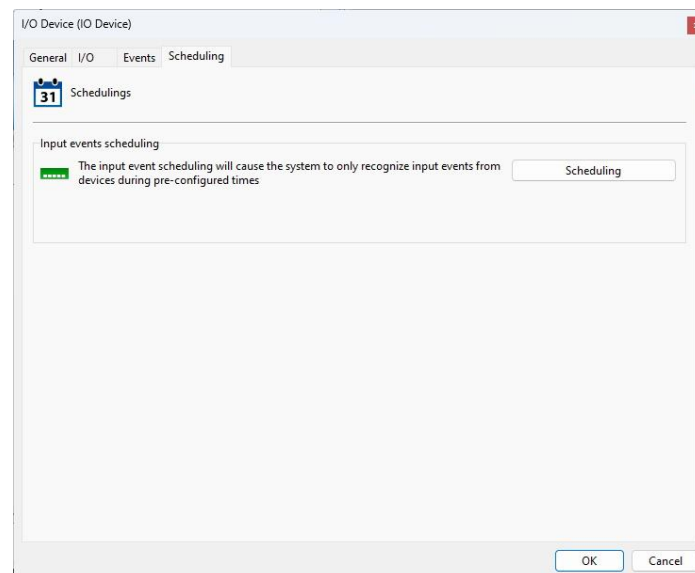 I/O Device (IO Device)
General I/O Events Scheduling
31 Schedulings
Input events scheduling
The input event scheduling will cause the system to only recognize input events from
devices during pre-configured times
Scheduling
OK Cancel